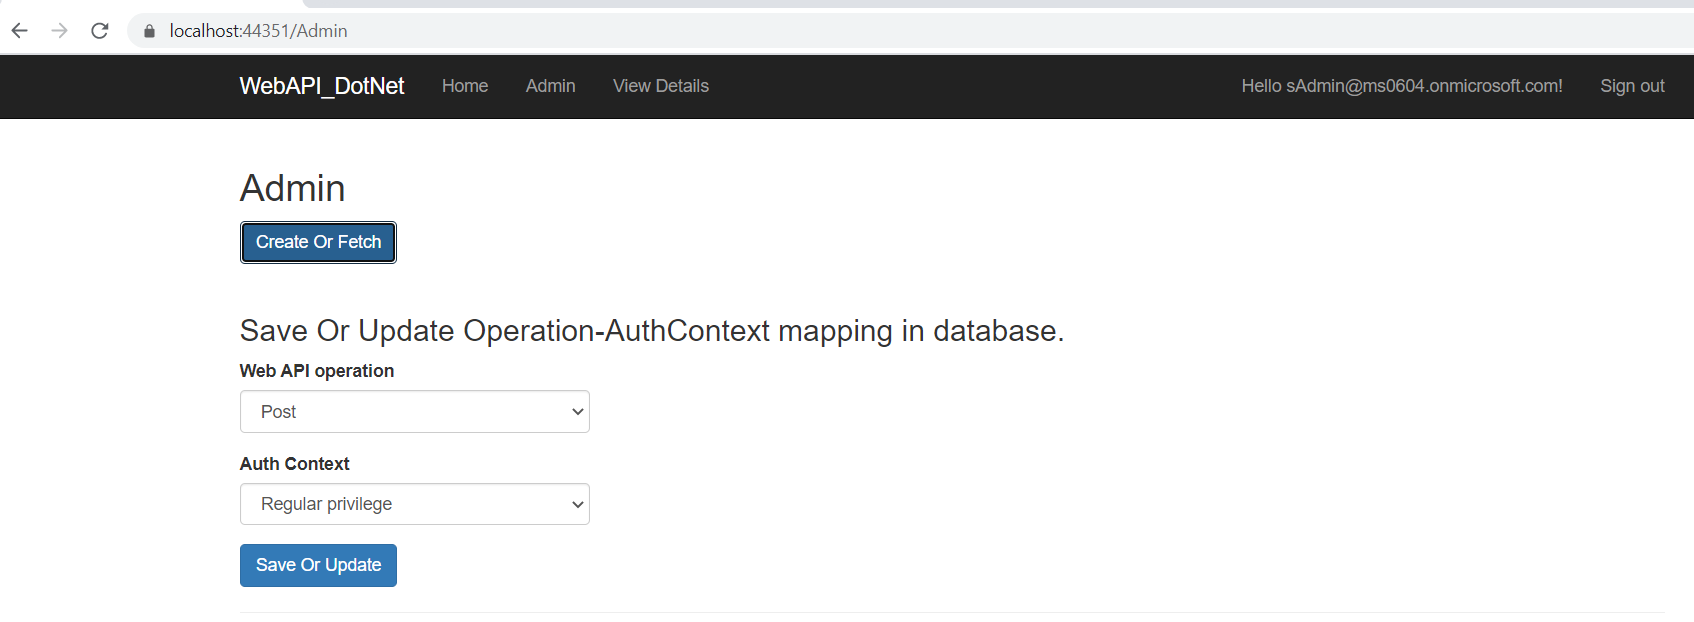 localhost:44351/Admin
WebAPI_DotNet Home Admin View Details Hello sAdmin@ms0604.onmicrosoft.com! Sign out
Admin
Create Or Fetch
Save Or Update Operation-AuthContext mapping in database.
Web API operation
Post
Auth Context
Regular privilege
Save Or Update